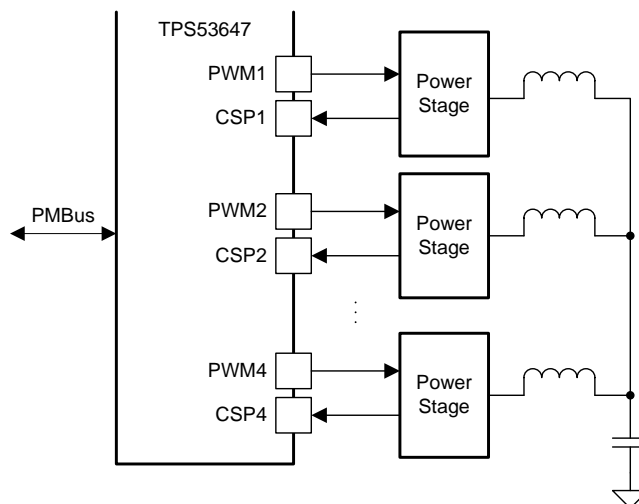 TPS53647
PWM1
Power
Stage
CSP1
PMBus
PWM2
Power
Stage
CSP2
PWM4
Power
Stage
CSP4